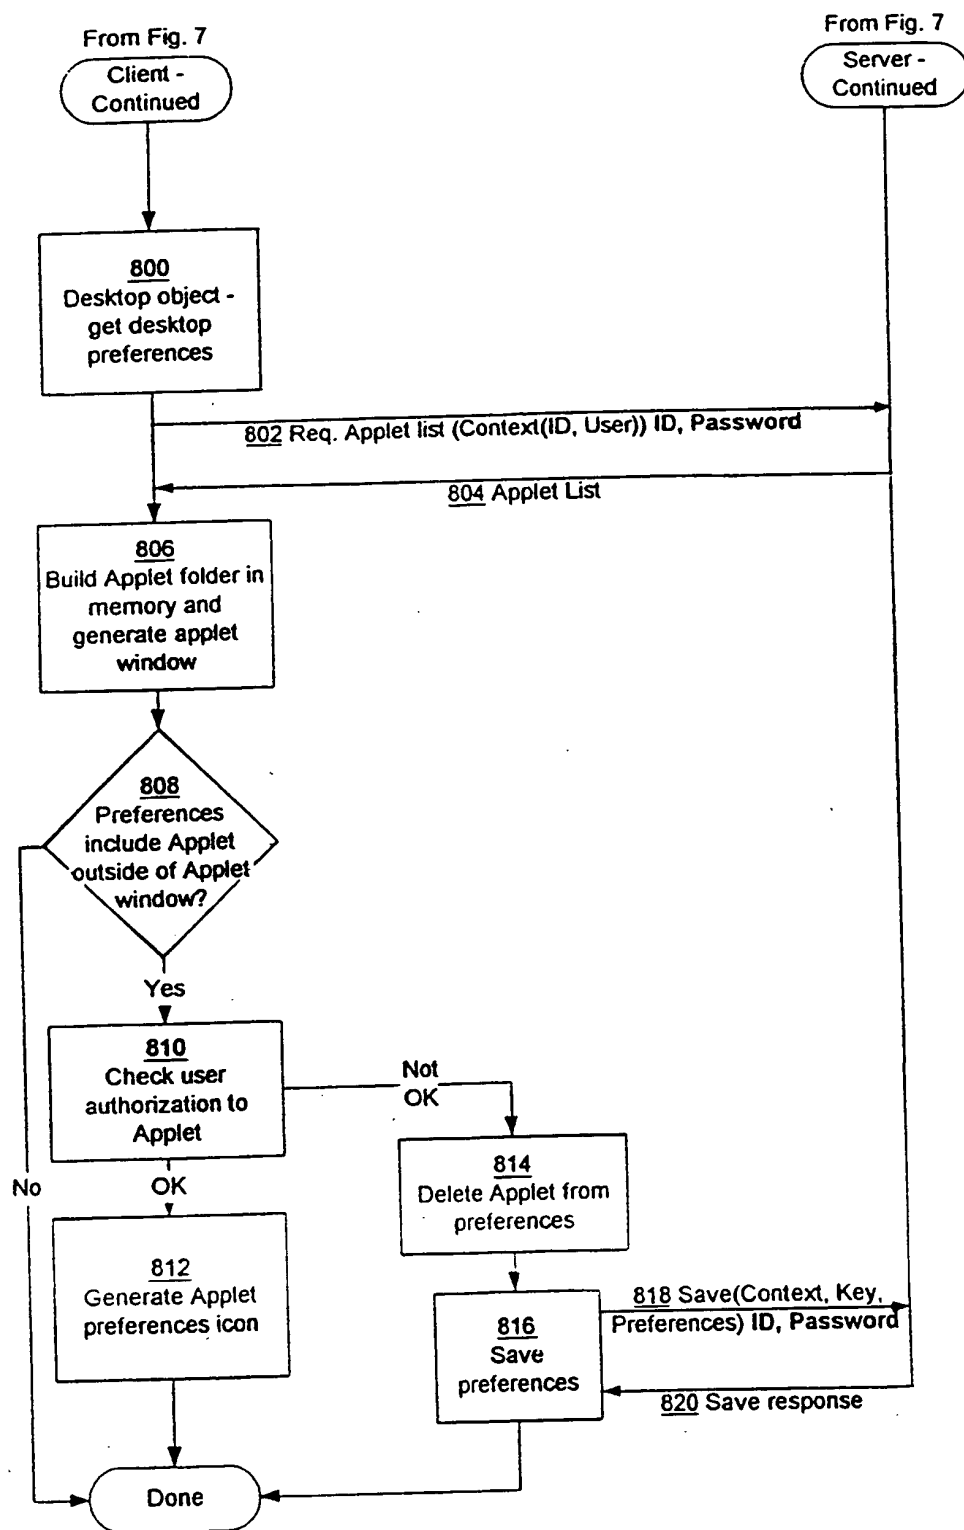 From Fig. 7
Client -
Continued
From Fig. 7
Server -
Continued
800
Desktop object -
get desktop
preferences
802 Req. Applet list (Context(ID, User)) ID, Password
804 Applet List
806
Build Applet folder in
memory and
generate applet
window
808
Preferences
include Applet
outside of Applet
window?
Yes
No
810
Check user
authorization to
Applet
Not
OK
OK
814
Delete Applet from
preferences
812
Generate Applet
preferences icon
816
Save
preferences
818 Save(Context, Key,
Preferences) ID, Password
820 Save response
Done